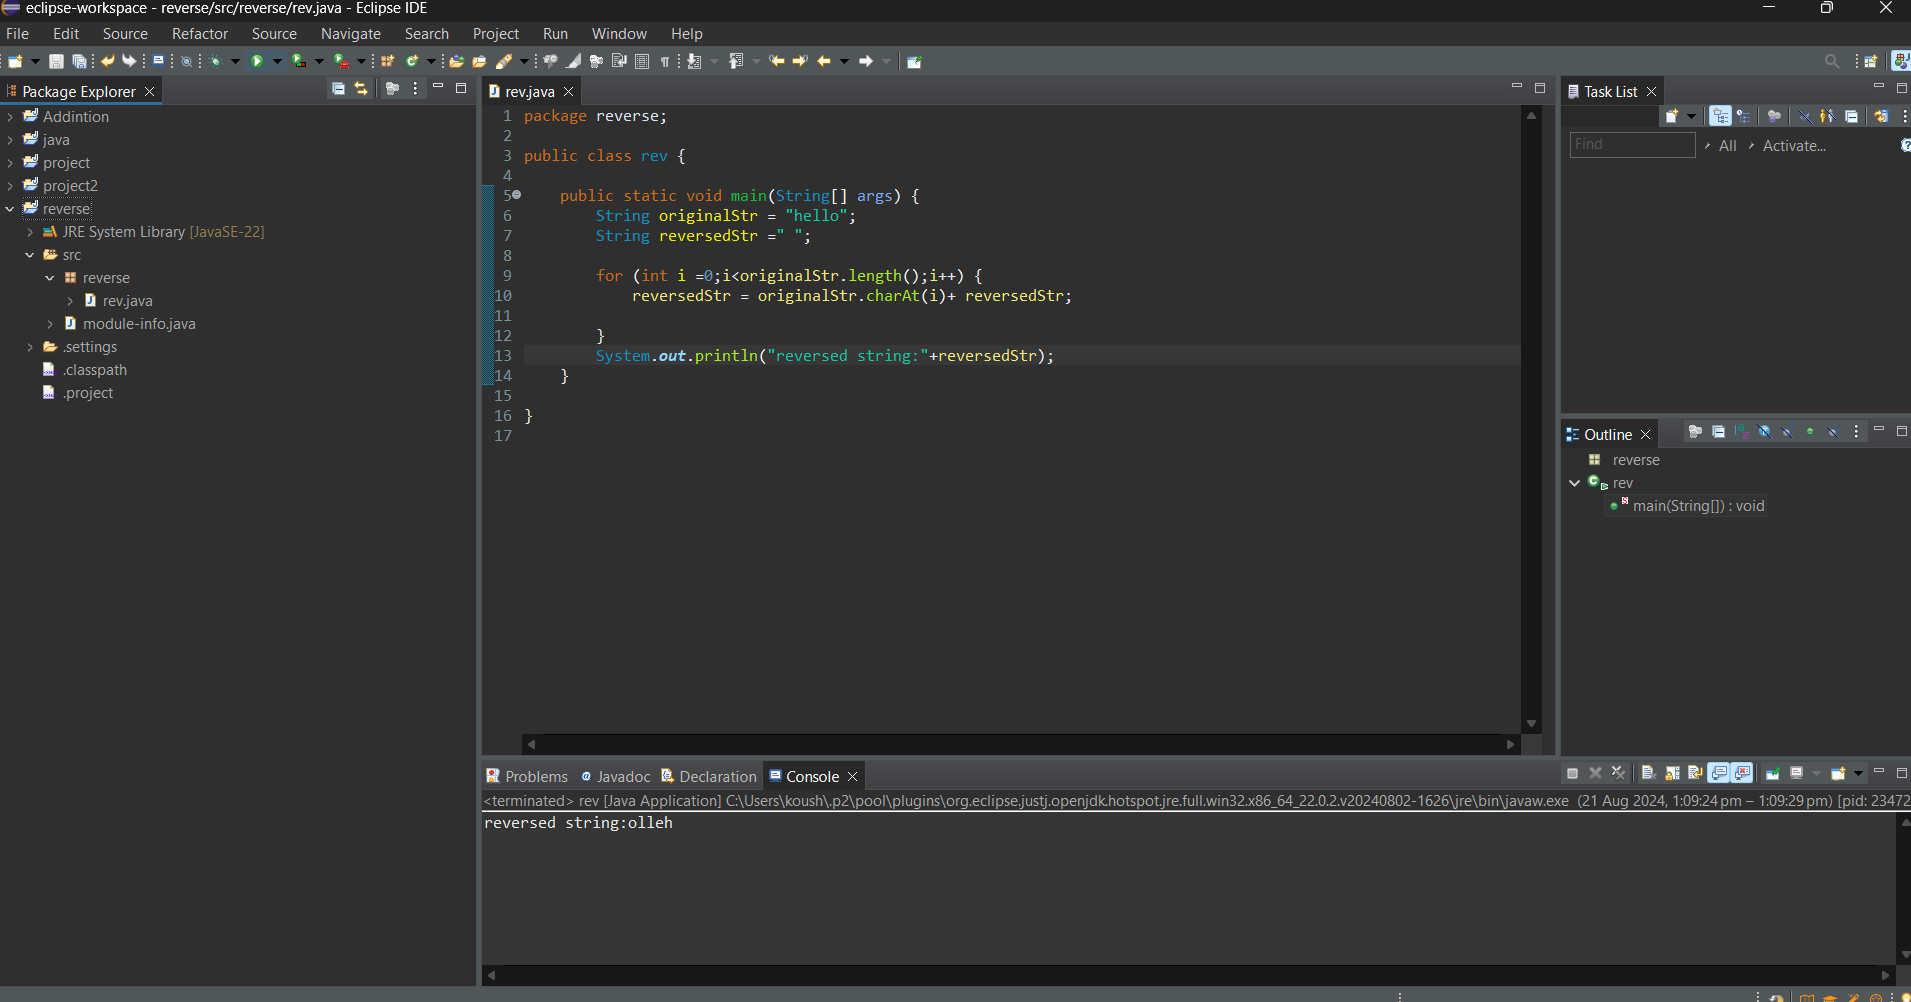 eclipse-workspace - reverse/src/reverse/rev.java - Eclipse IDE
File Edit Source Refactor Source Navigate Search Project Run Window Help
Package Explorer
Addintion
java
project
project2
reverse
JRE System Library [JavaSE-22]
src
reverse
rev.java
module-info.java
.settings
.classpath
.project
rev.java
1 package reverse;
2
3 public class rev {
4
5 public static void main(String[] args) {
6 String originalStr = "hello";
7 String reversedStr =" ";
8
9 for (int i =0;i<originalStr.length();i++) {
10 reversedStr = originalStr.charAt(i)+ reversedStr;
11
12 }
13 System.out.println("reversed string:"+reversedStr);
14 }
15
16 }
17
Task List
Find All Activate...
Outline
reverse
rev
main(String[]) : void
Problems Javadoc Declaration Console
<terminated> rev [Java Application] C:\Users\koush\.p2\pool\plugins\org.eclipse.justj.openjdk.hotspot.jre.full.win32.x86_64_22.0.2.v20240802-1626\jre\bin\javaw.exe (21 Aug 2024, 1:09:24 pm – 1:09:29 pm) [pid: 23472
reversed string:olleh